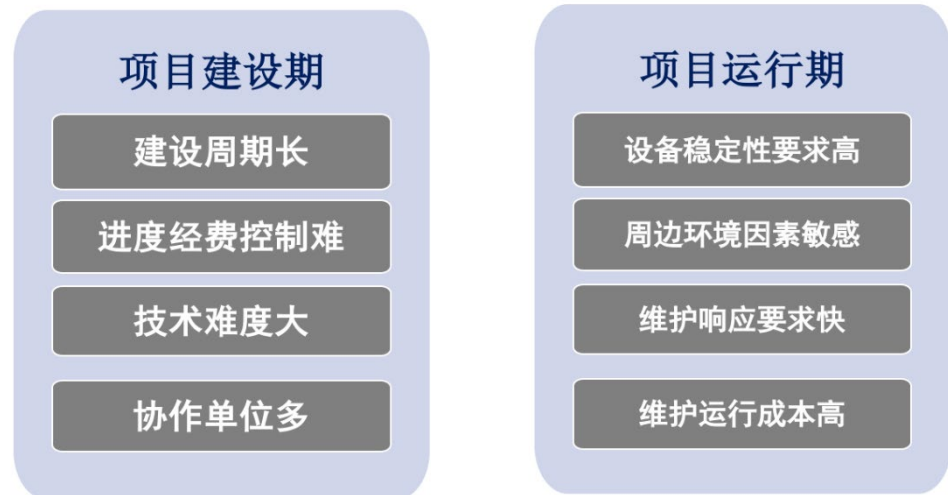 项目建设期
建设周期长
进度经费控制难
技术难度大
协作单位多
项目运行期
设备稳定性要求高
周边环境因素敏感
维护响应要求快
维护运行成本高